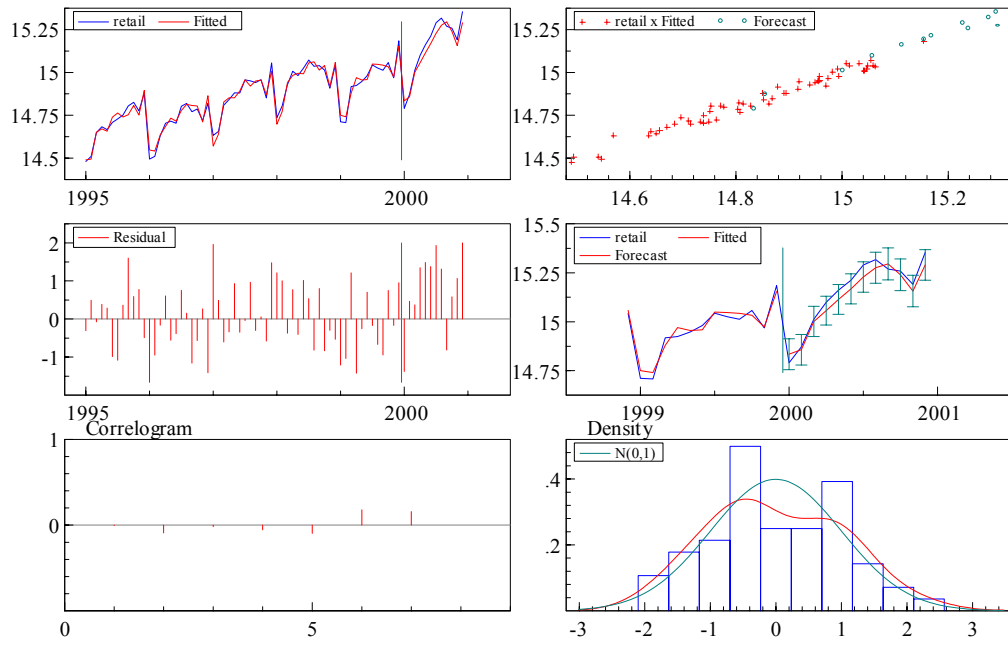 retail Fitted
15.25
15
14.75
14.5
1995 2000
retail x Fitted Forecast
15.25
15
14.75
14.5
14.6 14.8 15 15.2
Residual
2
1
0
-1
1995 2000
15.5
retail Fitted
Forecast
15.25
15
14.75
1999 2000 2001
Correlogram
1
0
0 5
Density
N(0,1)
.4
.2
-3 -2 -1 0 1 2 3